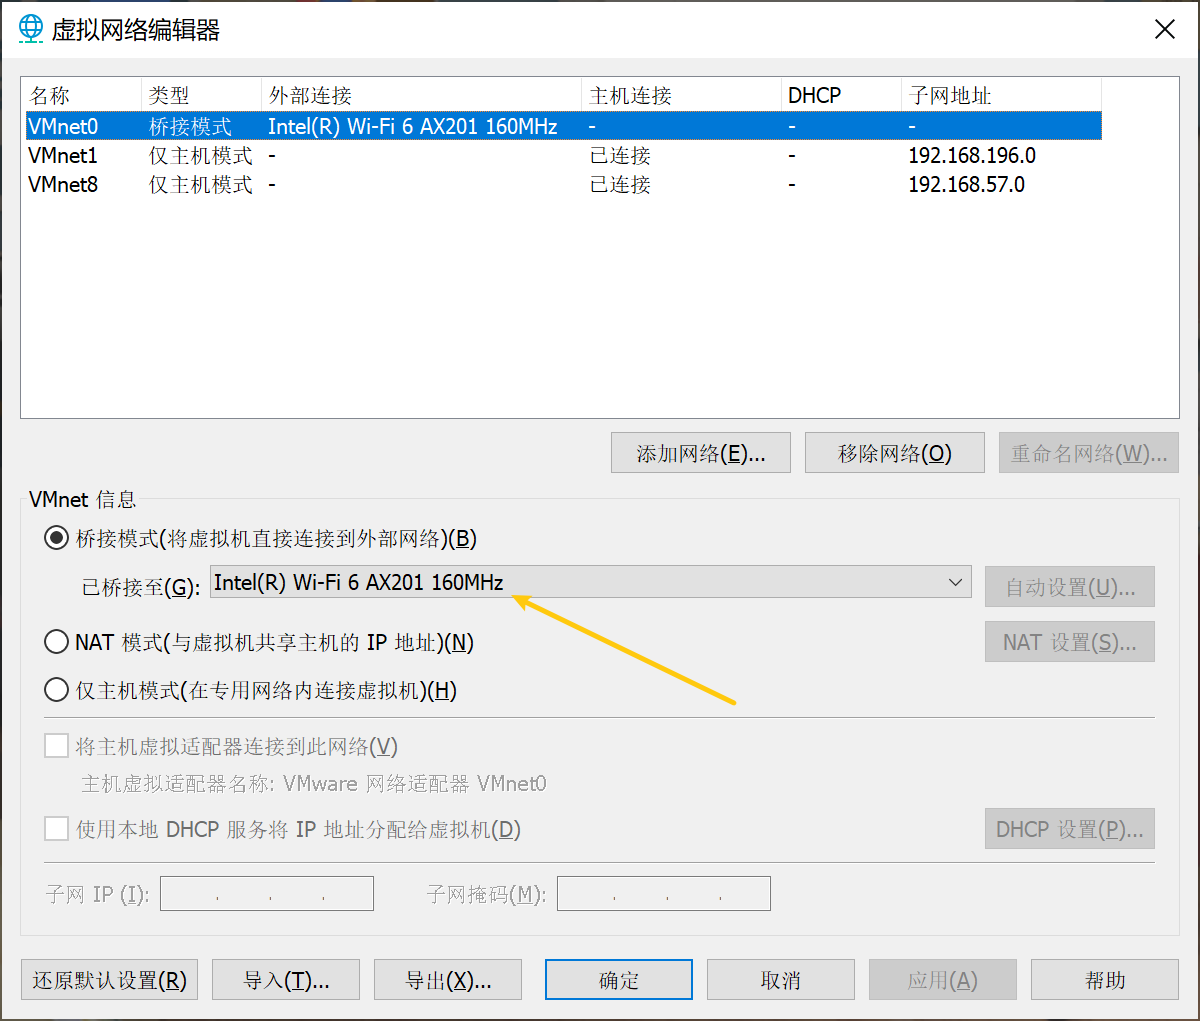 虚拟网络编辑器
名称 类型 外部连接 主机连接 DHCP 子网地址
VMnet0 桥接模式 Intel(R) Wi-Fi 6 AX201 160MHz - - -
VMnet1 仅主机模式 - 已连接 - 192.168.196.0
VMnet8 仅主机模式 - 已连接 - 192.168.57.0
添加网络(E)... 移除网络(O) 重命名网络(W)...
VMnet 信息
桥接模式(将虚拟机直接连接到外部网络)(B)
已桥接至(G): Intel(R) Wi-Fi 6 AX201 160MHz 自动设置(U)...
NAT 模式(与虚拟机共享主机的 IP 地址)(N) NAT 设置(S)...
仅主机模式(在专用网络内连接虚拟机)(H)
将主机虚拟适配器连接到此网络(V)
主机虚拟适配器名称: VMware 网络适配器 VMnet0
使用本地 DHCP 服务将 IP 地址分配给虚拟机(D) DHCP 设置(P)...
子网 IP (I): . . . 子网掩码(M): . . .
还原默认设置(R) 导入(T)... 导出(X)... 确定 取消 应用(A) 帮助